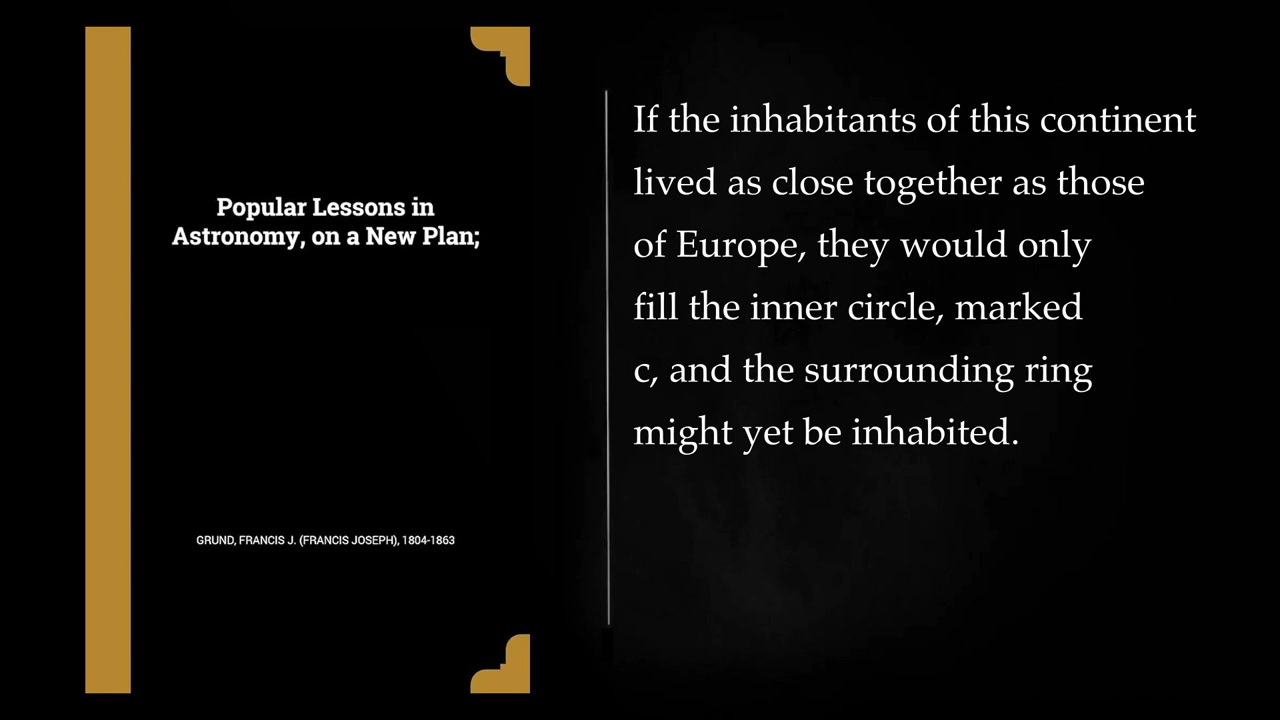 Popular Lessons in
Astronomy, on a New Plan;
GRUND, FRANCIS J. (FRANCIS JOSEPH), 1804-1863
If the inhabitants of this continent
lived as close together as those
of Europe, they would only
fill the inner circle, marked
c, and the surrounding ring
might yet be inhabited.